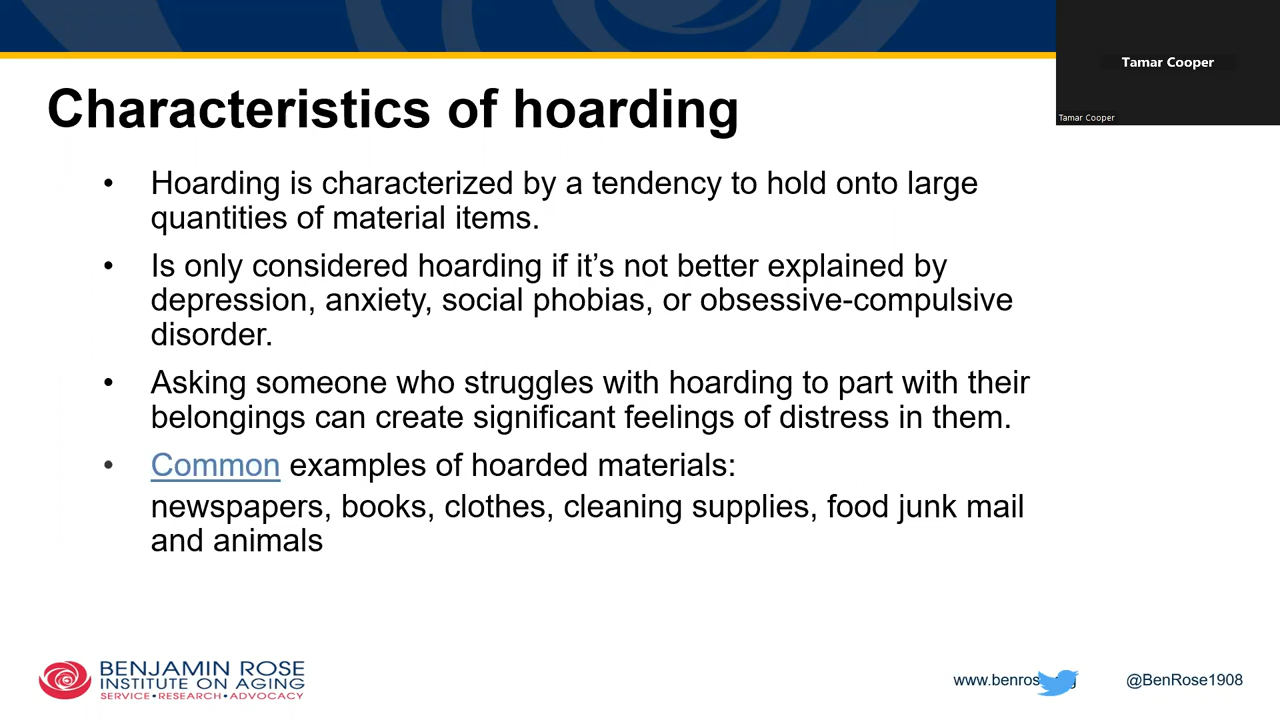 Tamar Cooper
Tamar Cooper
Characteristics of hoarding
• Hoarding is characterized by a tendency to hold onto large
quantities of material items.
• Is only considered hoarding if it’s not better explained by
depression, anxiety, social phobias, or obsessive-compulsive
disorder.
• Asking someone who struggles with hoarding to part with their
belongings can create significant feelings of distress in them.
• Common examples of hoarded materials:
newspapers, books, clothes, cleaning supplies, food junk mail
and animals
BENJAMIN ROSE
INSTITUTE ON AGING
SERVICE•RESEARCH•ADVOCACY
@BenRose1908